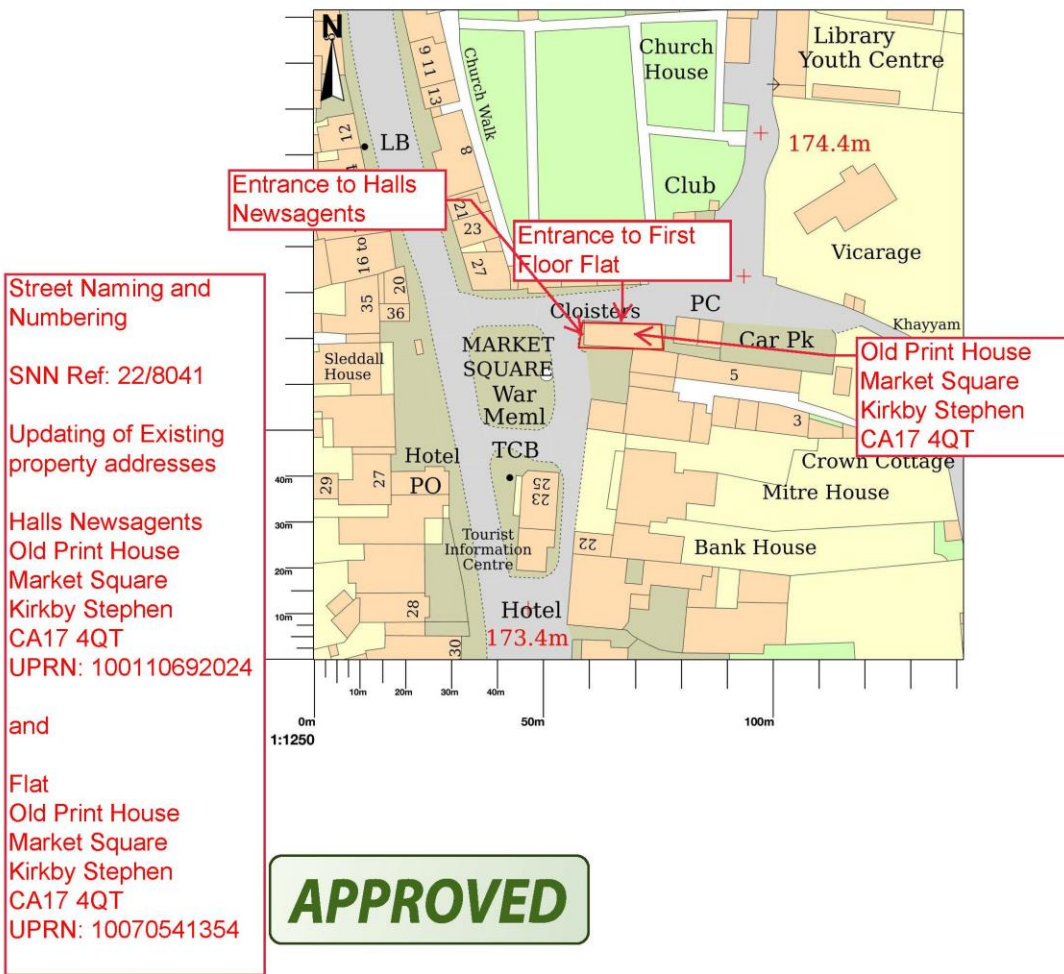 N
9 11
13
Church Walk
Church
House
Library
Youth Centre
12
LB
8
174.4m
Entrance to Halls
Newsagents
Club
21
23
27
Entrance to First
Floor Flat
Vicarage
16 to
20
35
36
Cloisters
PC
Khayyam
Car Pk
Sleddall
House
MARKET
SQUARE
War
Meml
5
Old Print House
Market Square
Kirkby Stephen
CA17 4QT
3
Crown Cottage
Mitre House
Hotel
PO
TCB
29
27
25
23
Tourist
Information
Centre
22
Bank House
28
30
Hotel
173.4m
40m
30m
20m
10m
10m
20m
30m
40m
0m
50m
100m
1:1250
Street Naming and
Numbering
SNN Ref: 22/8041
Updating of Existing
property addresses
Halls Newsagents
Old Print House
Market Square
Kirkby Stephen
CA17 4QT
UPRN: 100110692024
and
Flat
Old Print House
Market Square
Kirkby Stephen
CA17 4QT
UPRN: 10070541354
APPROVED